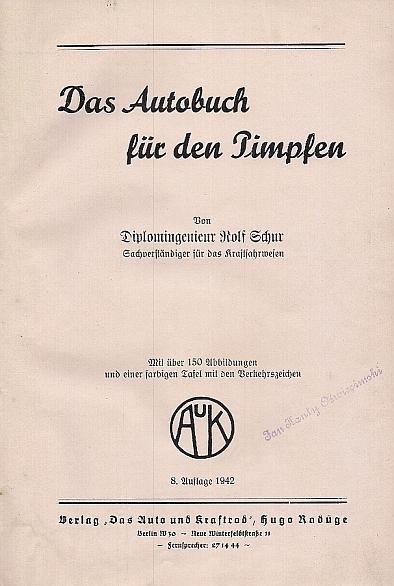 Das Autobuch
für den Pimpfen
Von
Diplomingenieur Rolf Schur
Sachverständiger für das Kraftfahrwesen
Mit über 150 Abbildungen
und einer farbigen Tafel mit den Verkehrszeichen
AuK
8. Auflage 1942
Verlag „Das Auto und Kraftrad“, Hugo Radüge
Berlin W 30 – Neue Winterfeldtstraße 11
– Fernsprecher: 27 14 44 –
Jan Kanty